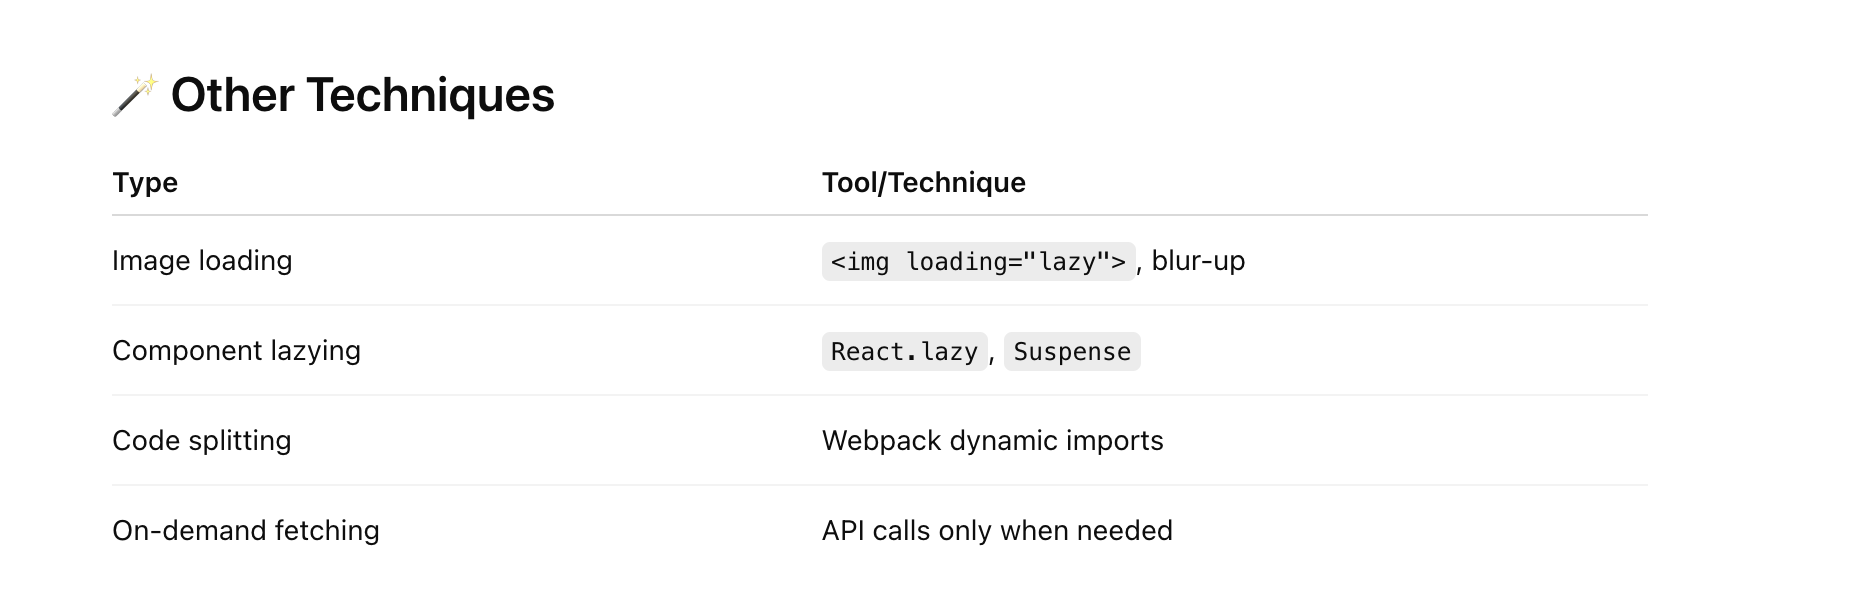 🪄 Other Techniques
Type Tool/Technique
Image loading <img loading="lazy">, blur-up
Component lazying React.lazy, Suspense
Code splitting Webpack dynamic imports
On-demand fetching API calls only when needed